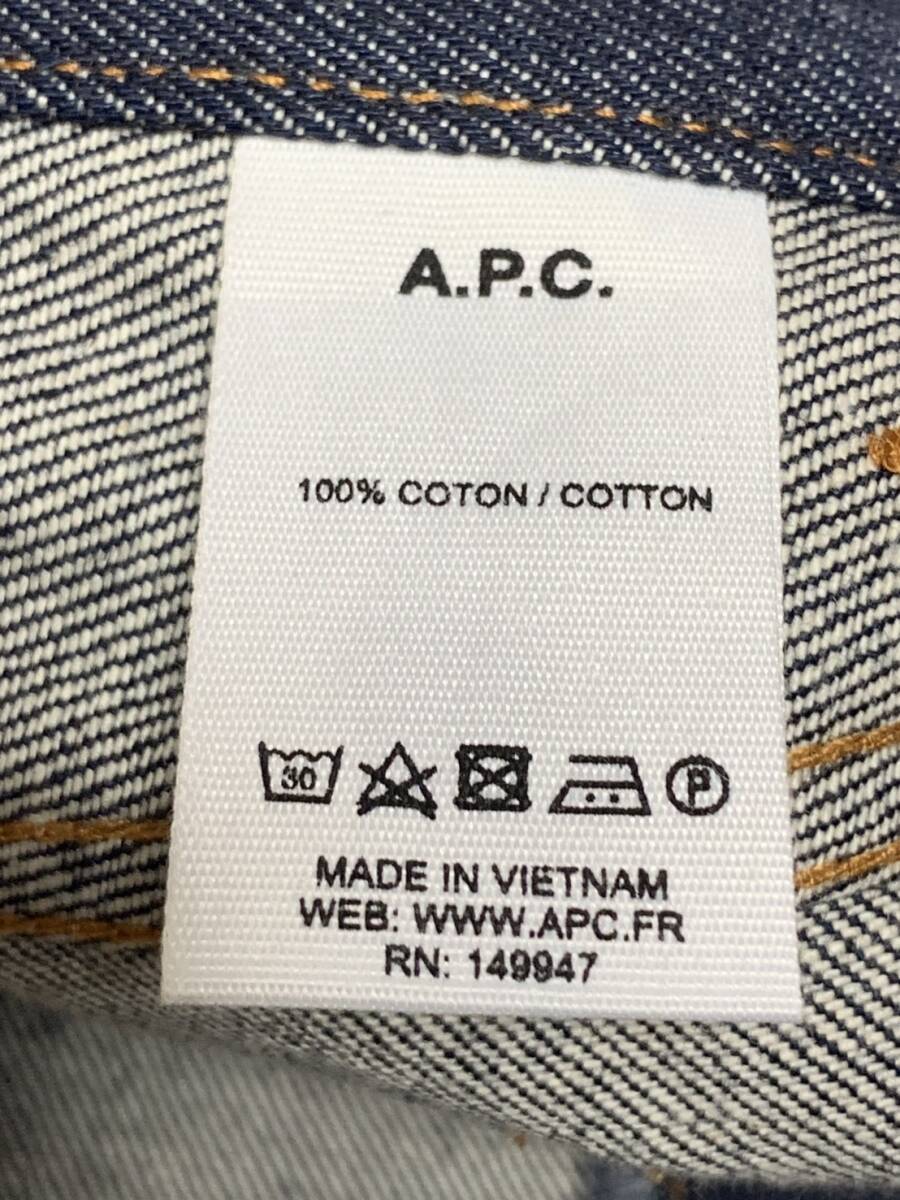 A.P.C.
100% COTON / COTTON
30
P
MADE IN VIETNAM
WEB: WWW.APC.FR
RN: 149947